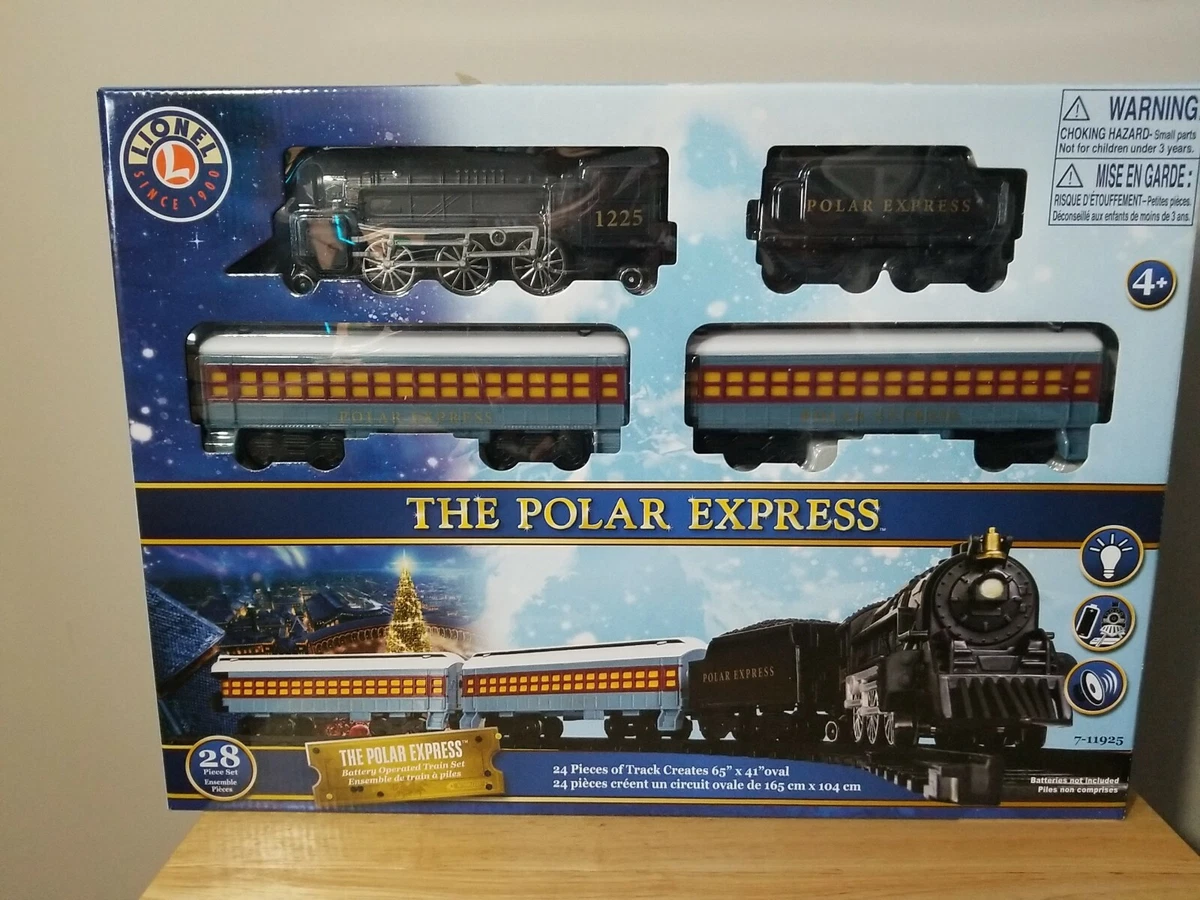 LIONEL
L
SINCE 1900
WARNING
CHOKING HAZARD- Small parts
Not for children under 3 years.
MISE EN GARDE :
RISQUE D'ÉTOUFFEMENT-Petites pièces.
Déconseillé aux enfants de moins de 3 ans.
1225
POLAR EXPRESS
4+
POLAR EXPRESS
THE POLAR EXPRESS™
POLAR EXPRESS
28
Piece Set
Ensemble
Pièces
THE POLAR EXPRESS™
Battery Operated Train Set
Ensemble de train à piles
24 Pieces of Track Creates 65" x 41"oval
24 pièces créent un circuit ovale de 165 cm x 104 cm
7-11925
Batteries not included
Piles non comprises